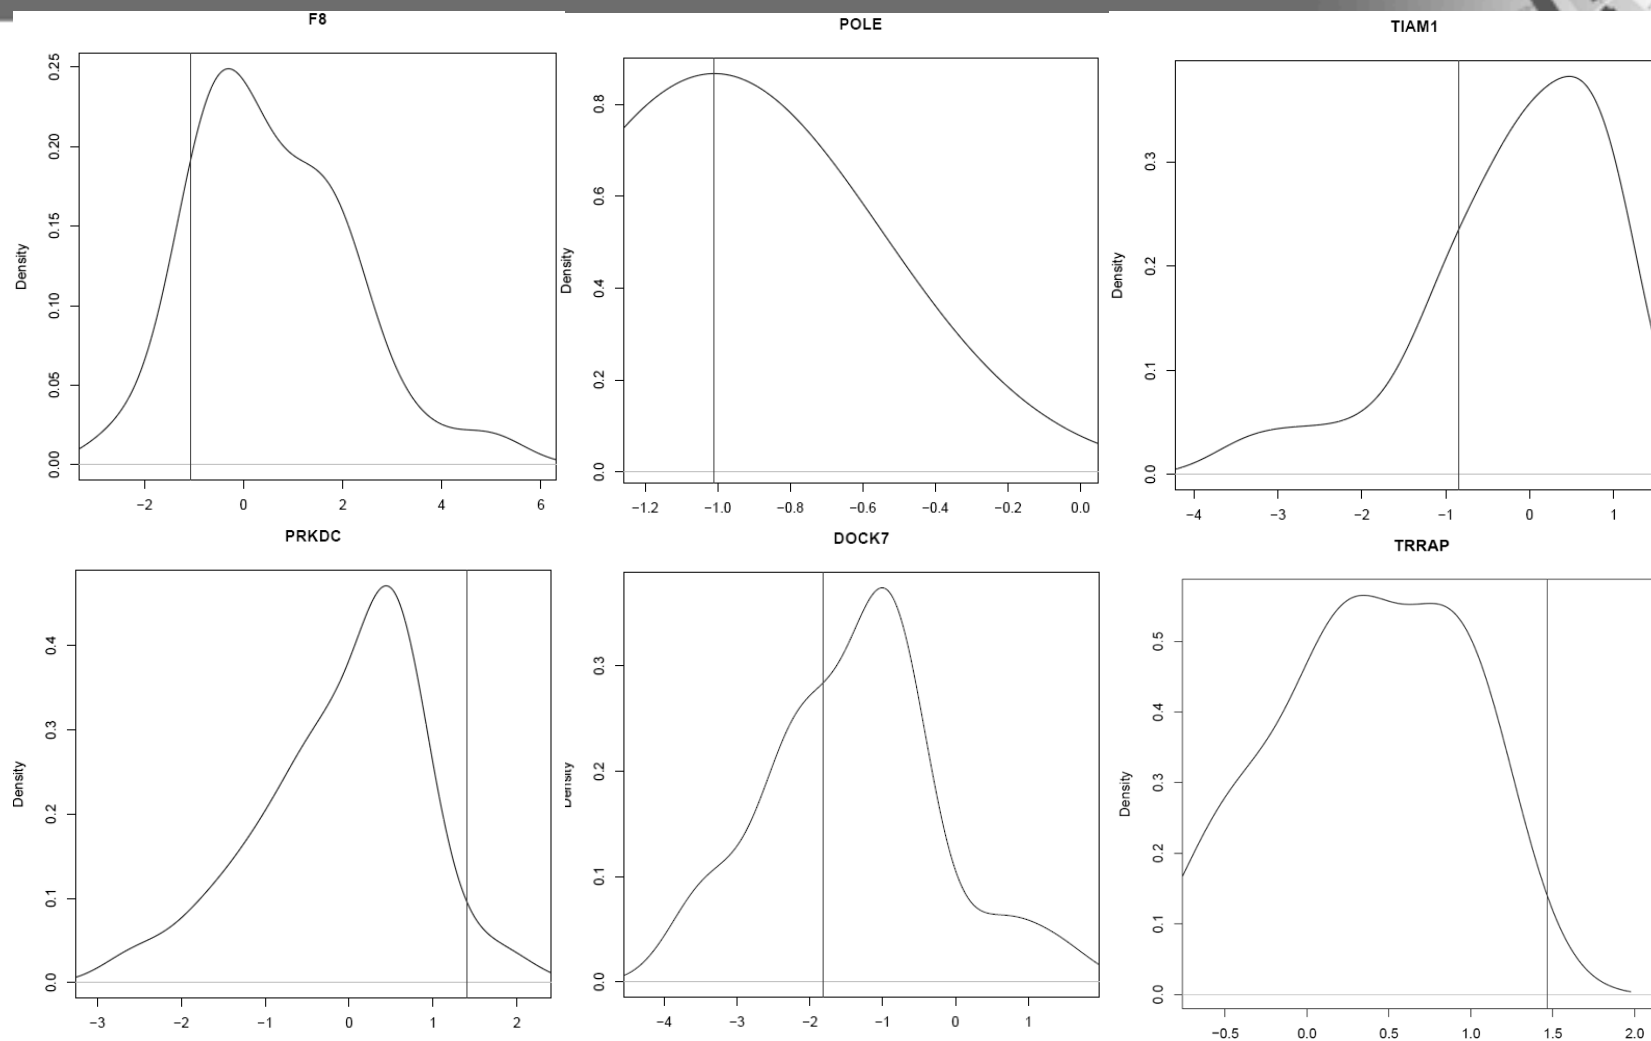 F8
POLE
TIAM1
0.25
0.20
0.15
0.10
0.05
0.00
Density
−2 0 2 4 6
0.8
0.6
0.4
0.2
0.0
Density
−1.2 −1.0 −0.8 −0.6 −0.4 −0.2 0.0
0.3
0.2
0.1
0.0
Density
−4 −3 −2 −1 0 1
PRKDC
DOCK7
TRRAP
0.4
0.3
0.2
0.1
0.0
Density
−3 −2 −1 0 1 2
0.3
0.2
0.1
0.0
Density
−4 −3 −2 −1 0 1
0.5
0.4
0.3
0.2
0.1
0.0
Density
−0.5 0.0 0.5 1.0 1.5 2.0